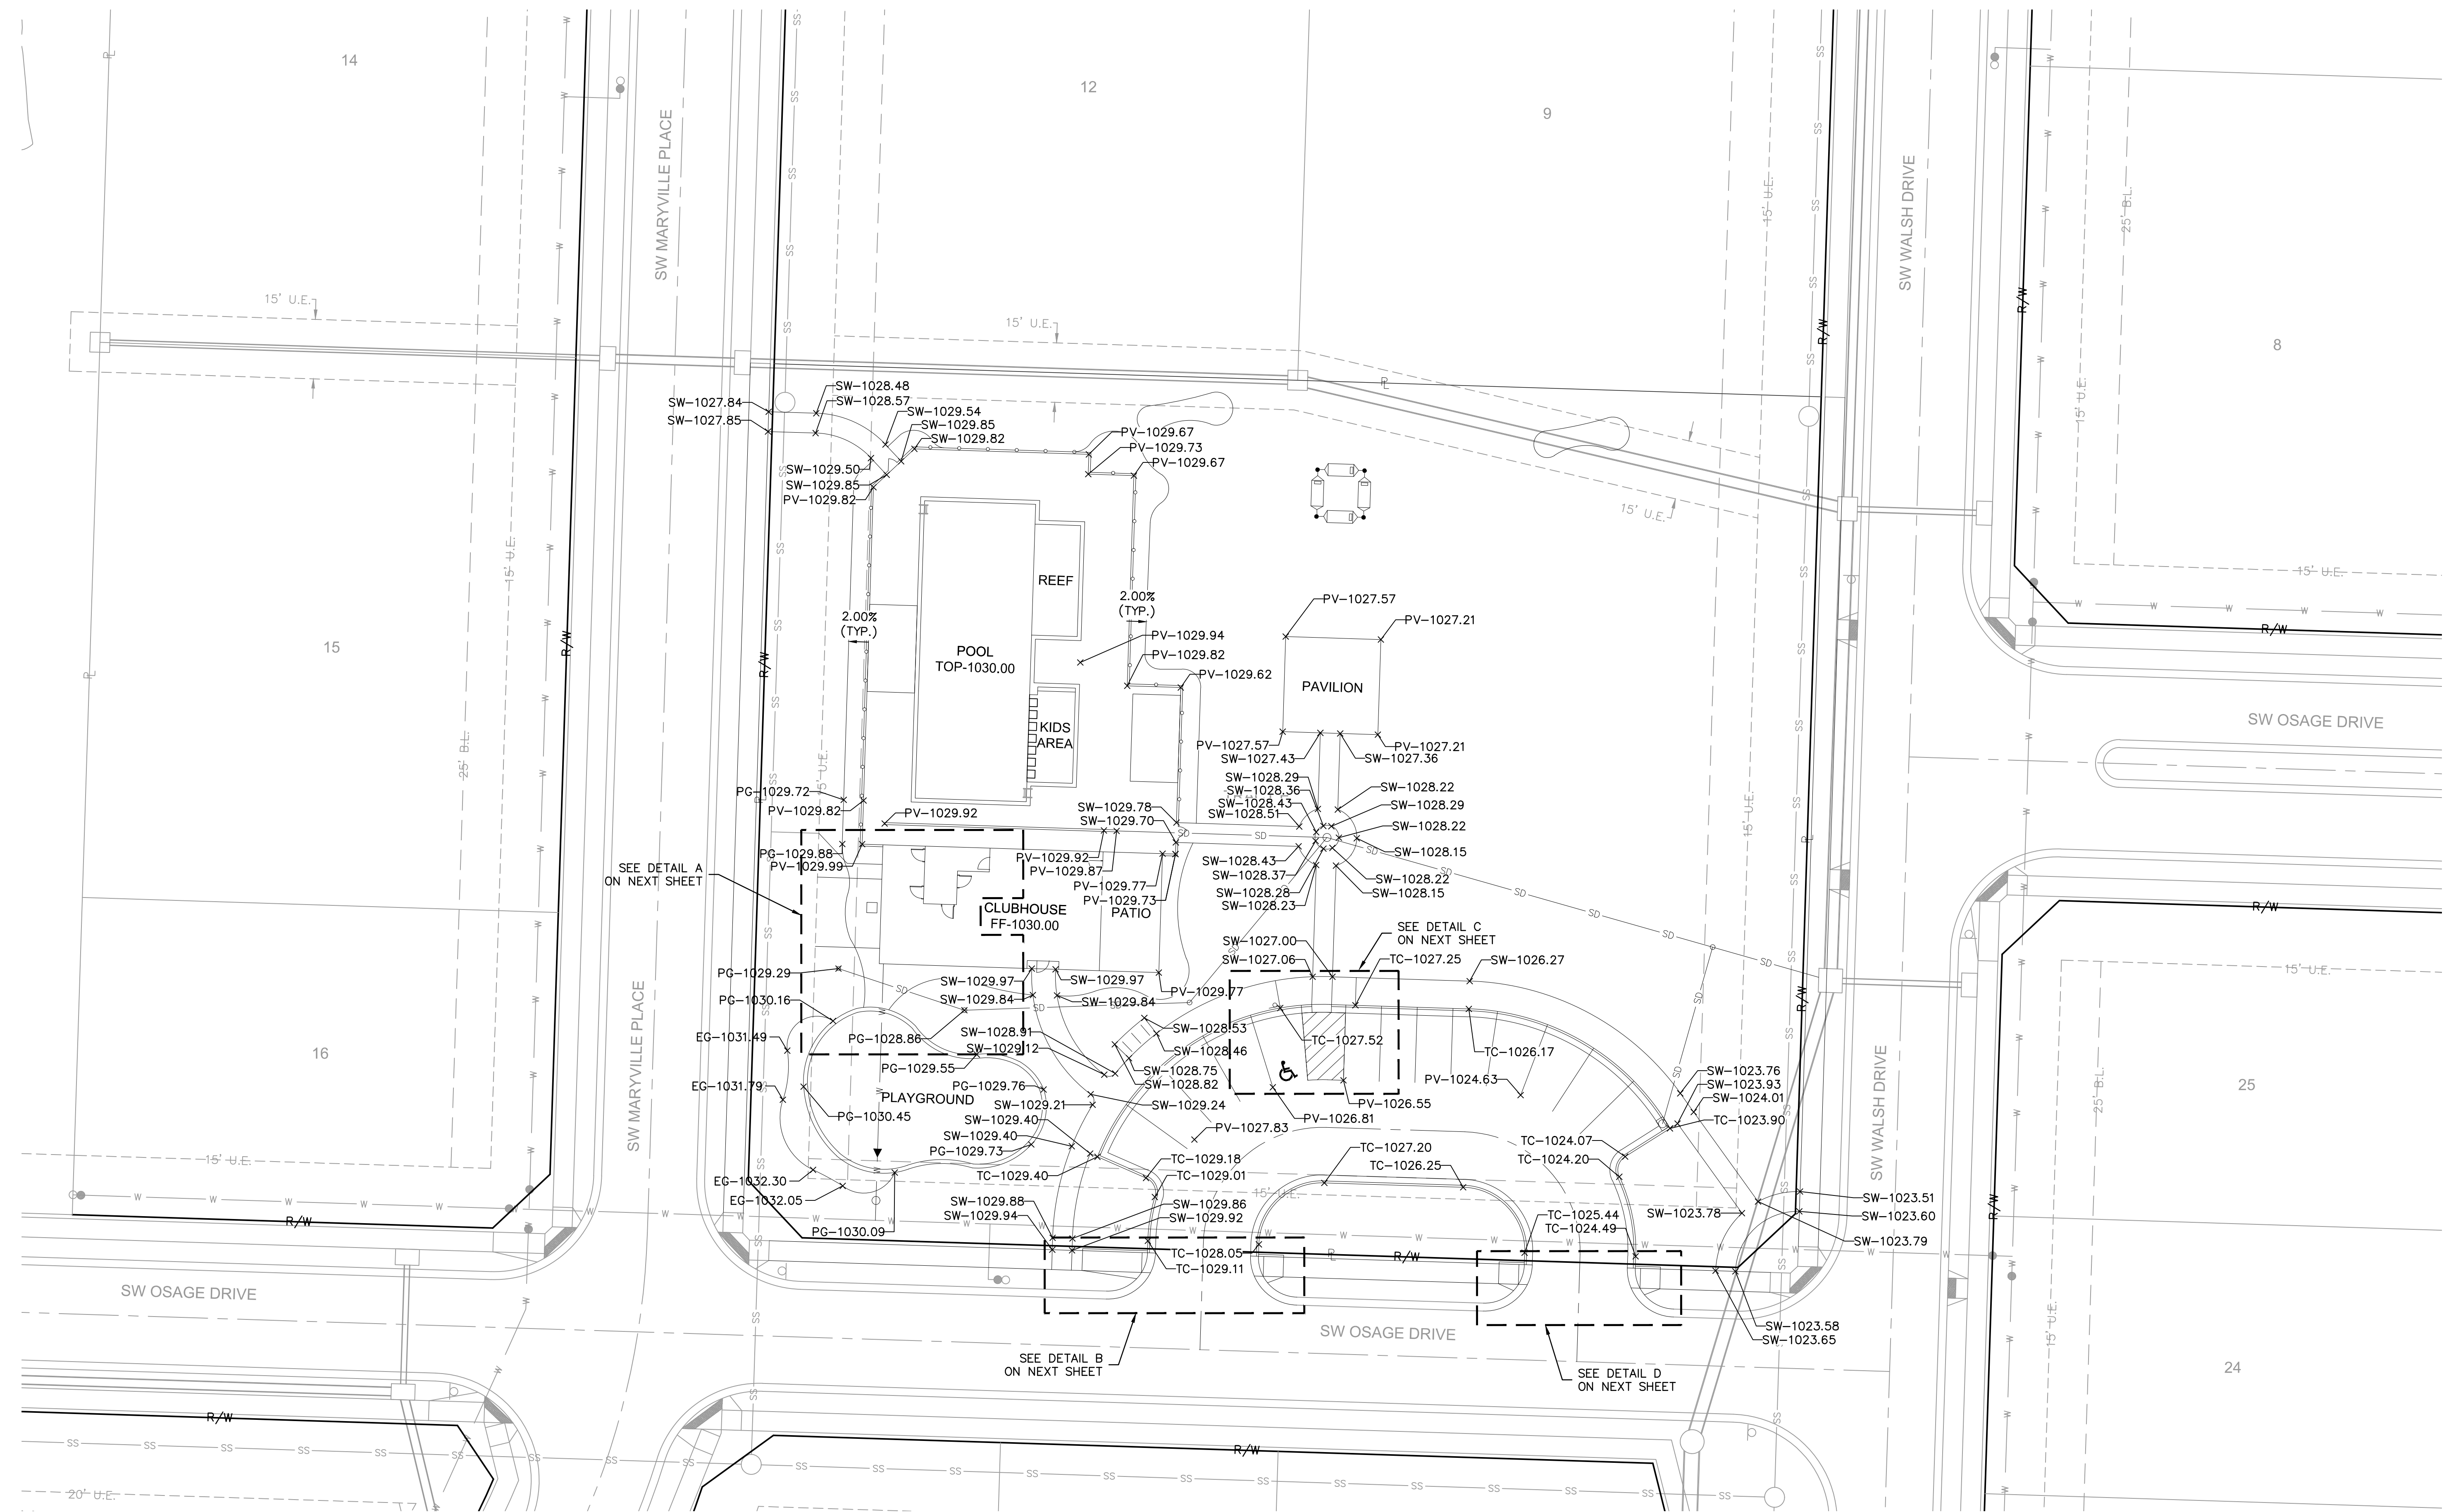 14
12
9
SW MARYVILLE PLACE
SW WALSH DRIVE
15' U.E.
25' B.L.
15' U.E.
15' U.E.
15' U.E.
R/W
R/W
8
SW-1028.48
SW-1027.84
SW-1028.57
SW-1027.85
SW-1029.54
SW-1029.85
SW-1029.82
PV-1029.67
PV-1029.73
PV-1029.67
SW-1029.50
SW-1029.85
PV-1029.82
15' U.E.
15' U.E.
15' U.E.
REEF
2.00%
(TYP.)
2.00%
(TYP.)
PV-1027.57
PV-1027.21
R/W
R/W
R/W
15
POOL
TOP-1030.00
PV-1029.94
PV-1029.82
PV-1029.62
PAVILION
KIDS
AREA
25' B.L.
15' U.E.
SW OSAGE DRIVE
PV-1027.57
PV-1027.21
SW-1027.43
SW-1027.36
SW-1028.29
SW-1028.36
SW-1028.22
PG-1029.72
SW-1028.43
SW-1028.29
PV-1029.82
PV-1029.92
SW-1029.78
SW-1028.51
SW-1029.70
SW-1028.22
15' U.E.
PG-1029.88
PV-1029.99
PV-1029.92
PV-1029.87
SW-1028.43
SW-1028.15
SEE DETAIL A
ON NEXT SHEET
PV-1029.77
SW-1028.37
SW-1028.22
PV-1029.73
SW-1028.28
SW-1028.15
SW-1028.23
CLUBHOUSE
FF-1030.00
PATIO
R/W
SEE DETAIL C
ON NEXT SHEET
SW-1027.00
SW-1027.06
TC-1027.25
SW-1026.27
15' U.E.
PG-1029.29
SW-1029.97
SW-1029.97
PV-1029.77
PG-1030.16
SW-1029.84
SW-1029.84
R/W
SW-1028.91
SW-1028.53
EG-1031.49
PG-1028.86
SW-1029.12
SW-1028.46
TC-1027.52
TC-1026.17
16
SW MARYVILLE PLACE
SW WALSH DRIVE
PG-1029.55
SW-1028.75
SW-1028.82
PV-1024.63
SW-1023.76
SW-1023.93
EG-1031.79
PG-1029.76
PLAYGROUND
SW-1029.21
SW-1029.24
PV-1026.55
SW-1024.01
25
25' B.L.
PG-1030.45
SW-1029.40
PV-1026.81
TC-1023.90
SW-1029.40
PV-1027.83
TC-1024.07
PG-1029.73
TC-1027.20
15' U.E.
TC-1029.18
TC-1026.25
TC-1024.20
TC-1029.40
TC-1029.01
EG-1032.30
EG-1032.05
15' U.E.
SW-1023.51
SW-1029.88
SW-1029.86
SW-1023.78
SW-1023.60
SW-1029.94
SW-1029.92
TC-1025.44
R/W
R/W
PG-1030.09
TC-1024.49
SW-1023.79
TC-1028.05
R/W
TC-1029.11
SW OSAGE DRIVE
SW OSAGE DRIVE
SW-1023.58
SW-1023.65
15' U.E.
SEE DETAIL B
ON NEXT SHEET
SEE DETAIL D
ON NEXT SHEET
24
R/W
R/W
20' U.E.